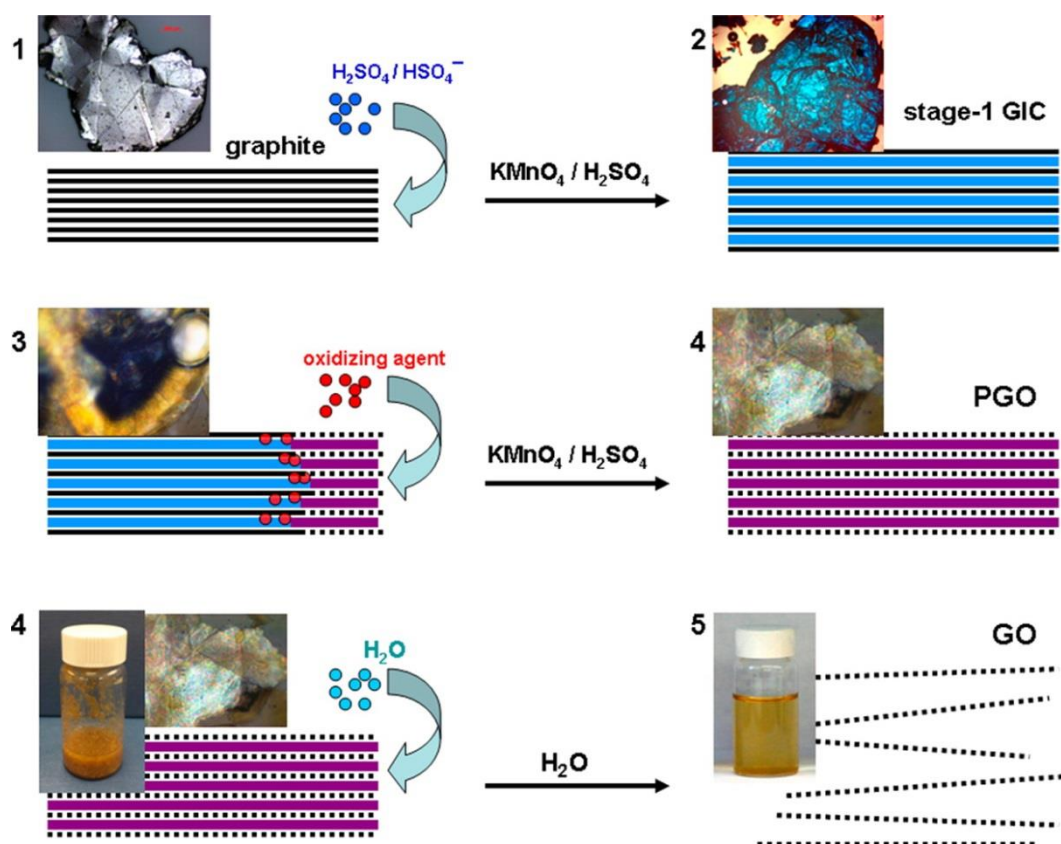 1
H₂SO₄ / HSO₄⁻
graphite
KMnO₄ / H₂SO₄
2
stage-1 GIC
3
oxidizing agent
KMnO₄ / H₂SO₄
4
PGO
4
H₂O
H₂O
5
GO